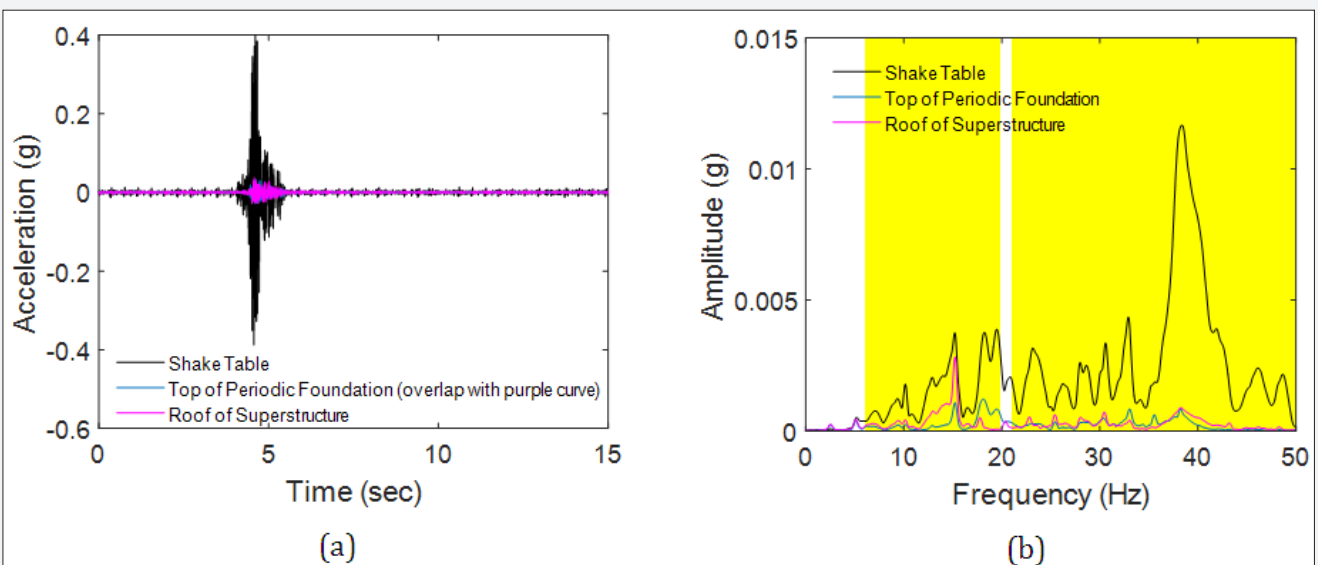 0.4
0.2
0
-0.2
-0.4
-0.6
Acceleration (g)
Shake Table
Top of Periodic Foundation (overlap with purple curve)
Roof of Superstructure
0 5 10 15
Time (sec)
(a)
0.015
0.01
0.005
0
Amplitude (g)
Shake Table
Top of Periodic Foundation
Roof of Superstructure
0 10 20 30 40 50
Frequency (Hz)
(b)